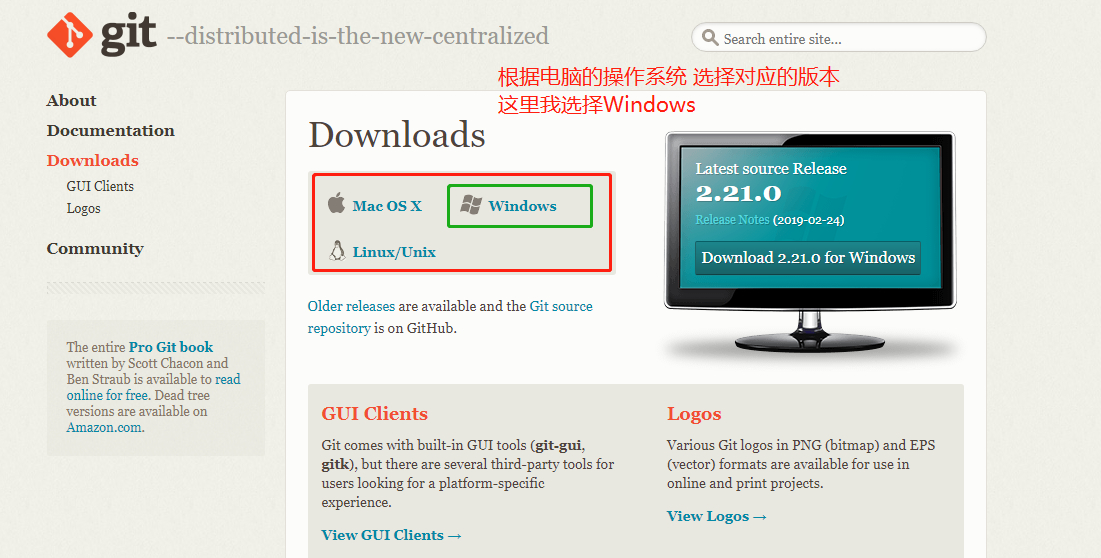 git --distributed-is-the-new-centralized
Search entire site...
根据电脑的操作系统 选择对应的版本
这里我选择Windows
About
Documentation
Downloads
GUI Clients
Logos
Community
The entire Pro Git book
written by Scott Chacon and
Ben Straub is available to read
online for free. Dead tree
versions are available on
Amazon.com.
Downloads
Mac OS X
Windows
Linux/Unix
Older releases are available and the Git source
repository is on GitHub.
Latest source Release
2.21.0
Release Notes (2019-02-24)
Download 2.21.0 for Windows
GUI Clients
Git comes with built-in GUI tools (git-gui,
gitk), but there are several third-party tools for
users looking for a platform-specific
experience.
View GUI Clients →
Logos
Various Git logos in PNG (bitmap) and EPS
(vector) formats are available for use in
online and print projects.
View Logos →